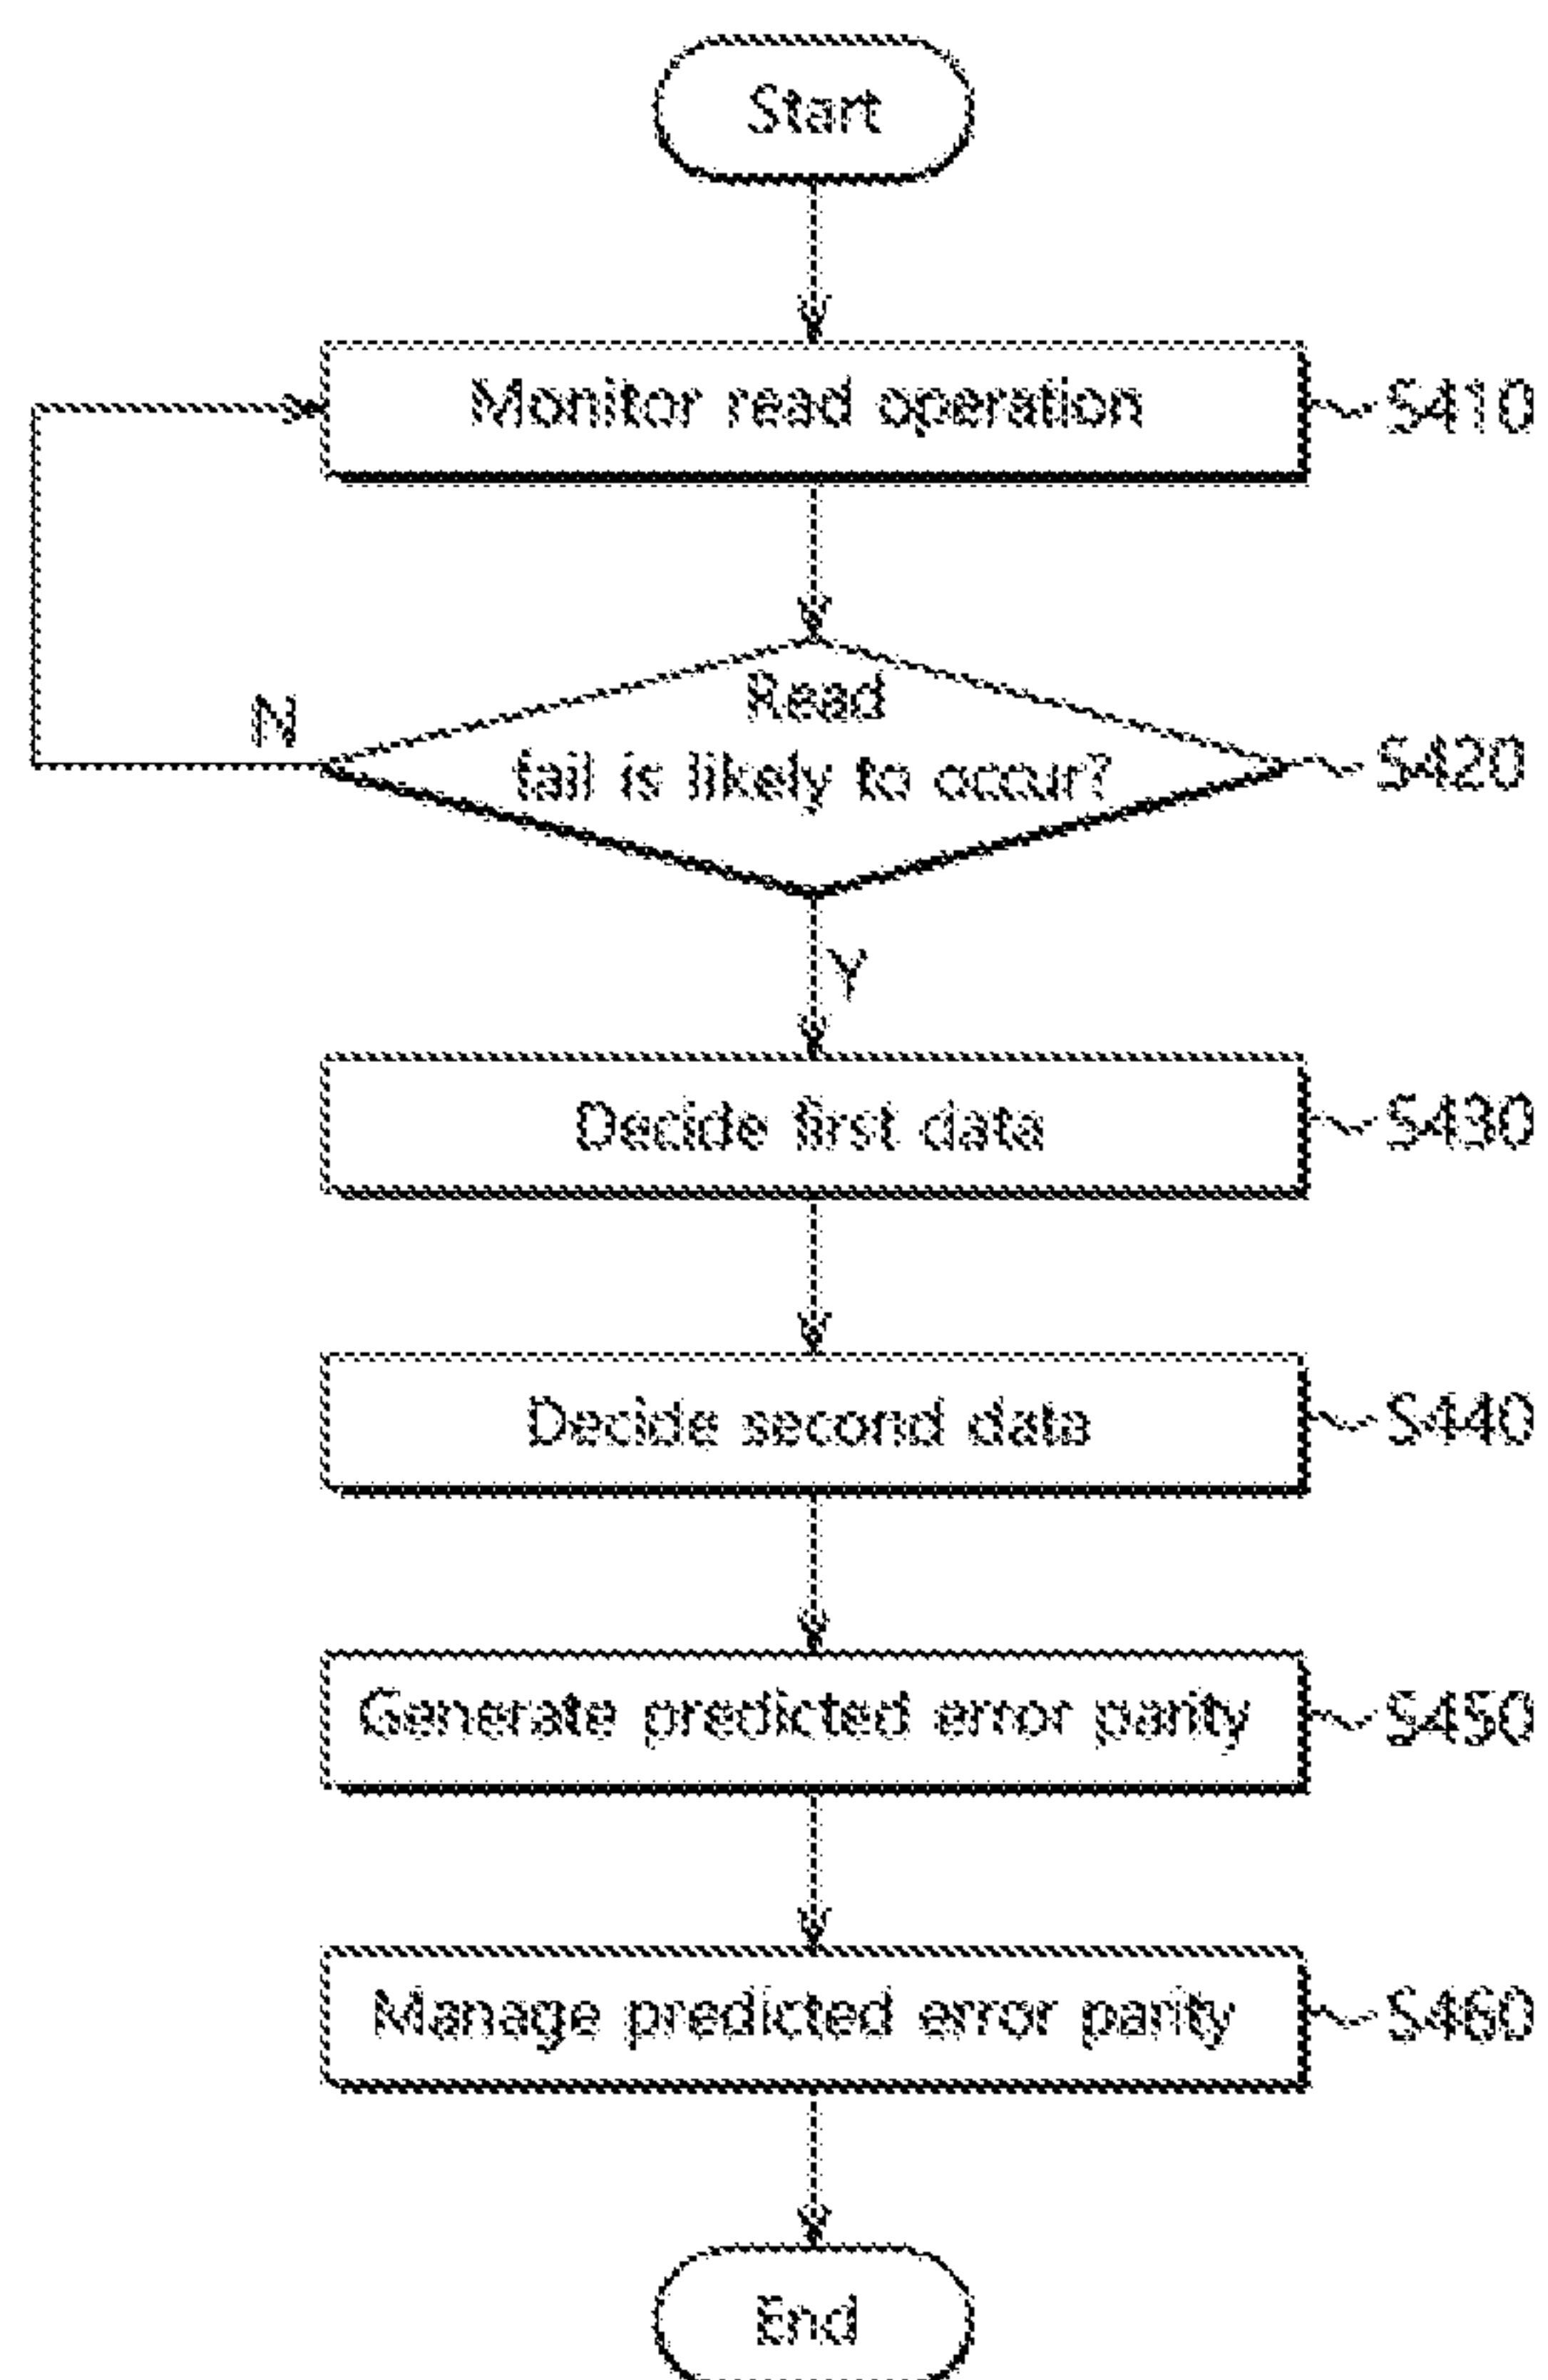 Start
Monitor read operation
S410
Read
fail is likely to occur?
S420
N
Y
Decide first data
S430
Decide second data
S440
Generate predicted error parity
S450
Manage predicted error parity
S460
End